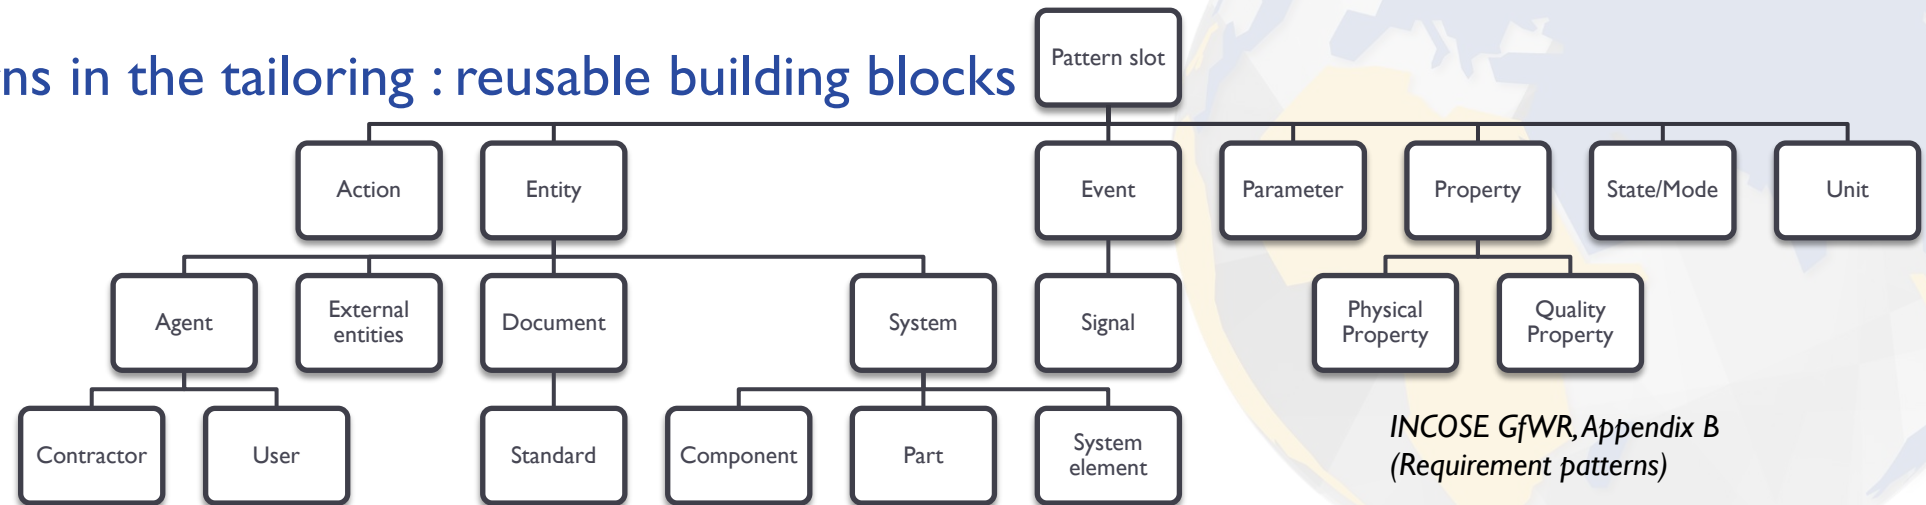 Pattern slot
ns in the tailoring : reusable building blocks
Action
Entity
Event
Parameter
Property
State/Mode
Unit
Agent
External
entities
Document
System
Signal
Physical
Property
Quality
Property
Contractor
User
Standard
Component
Part
System
element
INCOSE GfWR, Appendix B
(Requirement patterns)